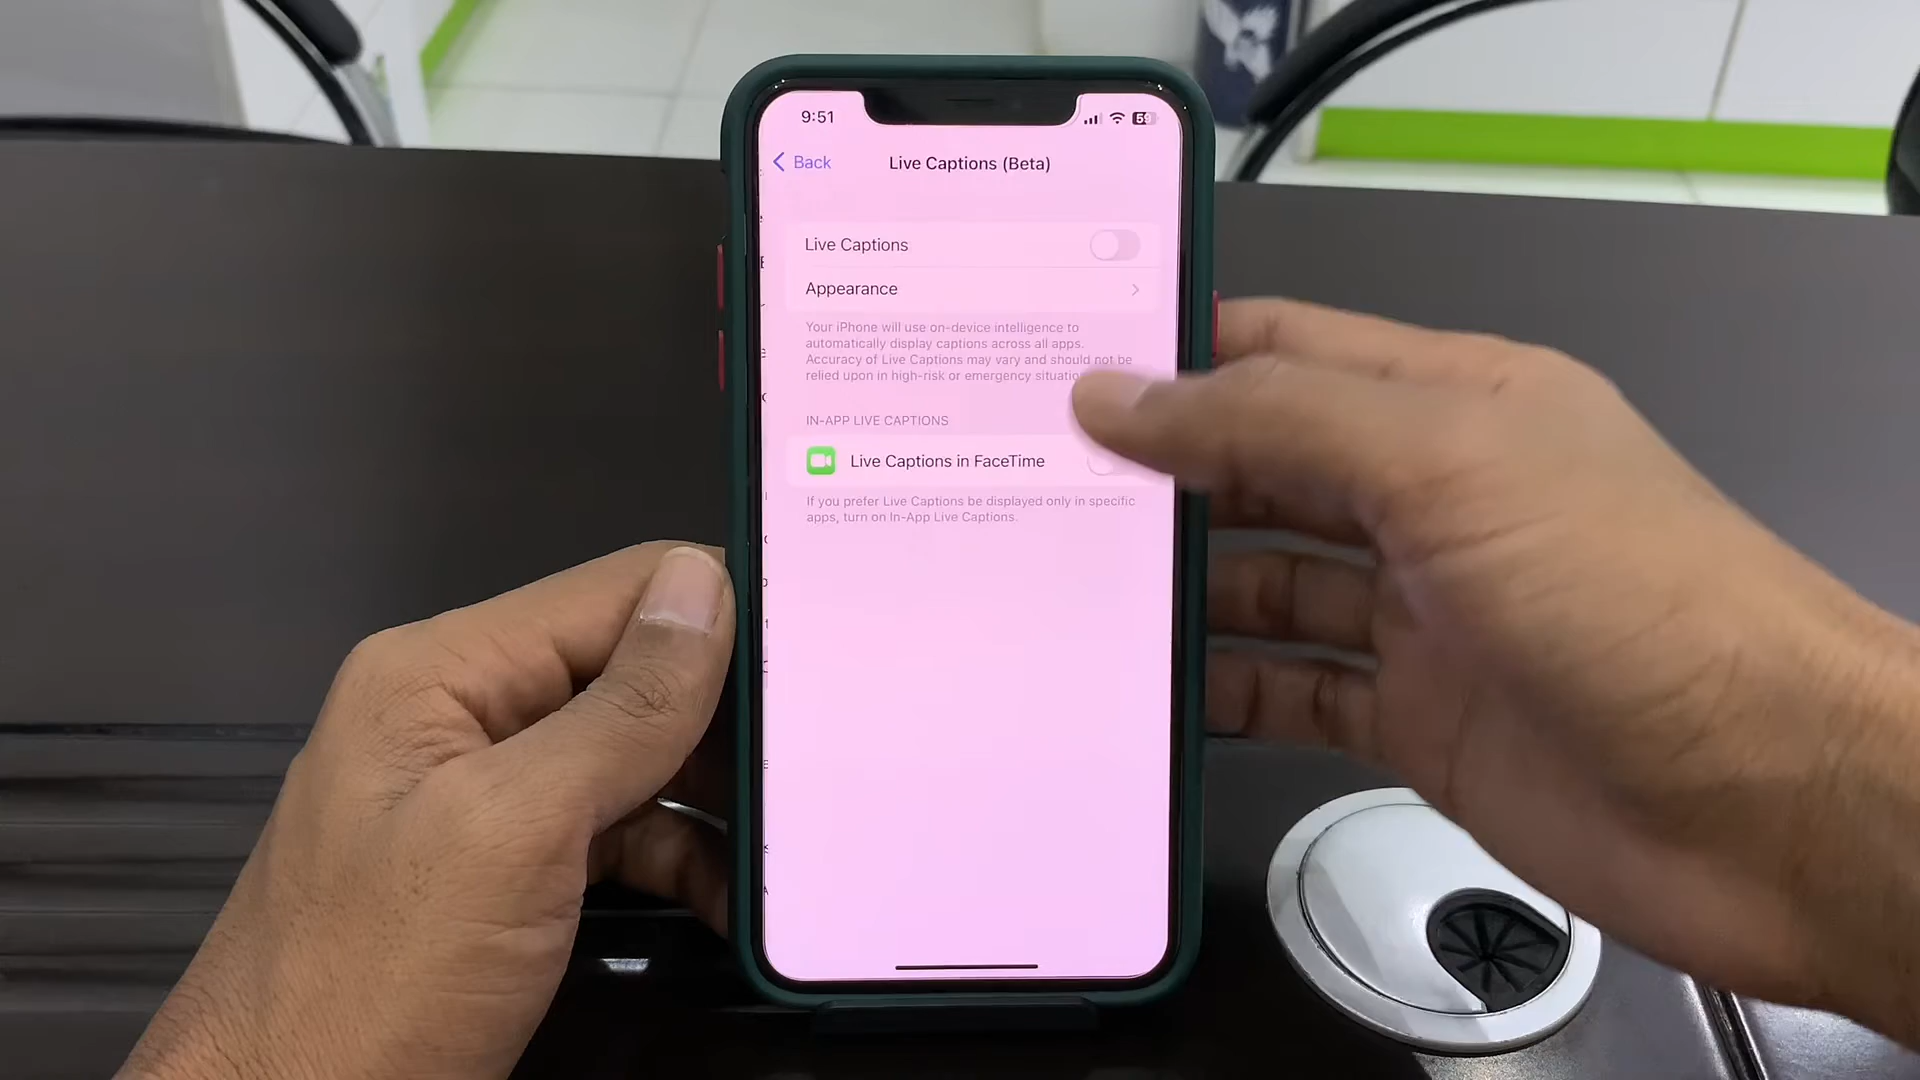 9:51
59
Back
Live Captions (Beta)
Live Captions
Appearance
Your iPhone will use on-device intelligence to
automatically display captions across all apps.
Accuracy of Live Captions may vary and should not be
relied upon in high-risk or emergency
IN-APP LIVE CAPTIONS
Live Captions in FaceTime
If you prefer Live Captions be displayed only in specific
apps, turn on In-App Live Captions.